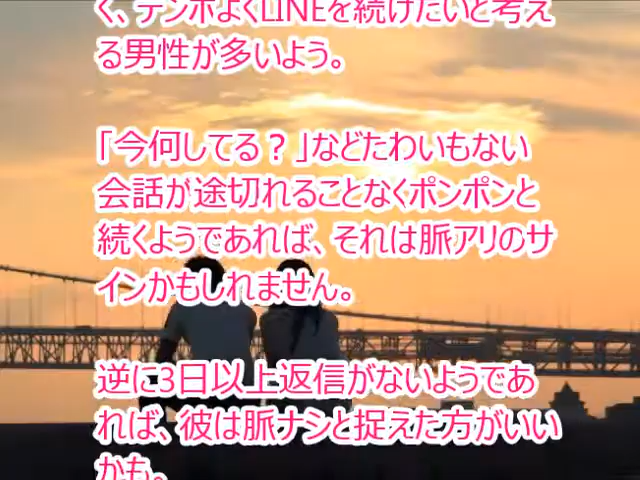 く、テンポよくLINEを続けたいと考え
る男性が多いよう。
「今何してる？」などたわいもない
会話が途切れることなくポンポンと
続くようであれば、それは脈アリのサ
インかもしれません。
逆に3日以上返信がないようであ
れば、彼は脈ナシと捉えた方がいい
かも。